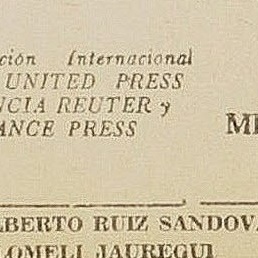 ción Internacional
UNITED PRESS
NCIA REUTER y
ANCE PRESS
LBERTO RUIZ SANDOVA
LOMELI JAUREGUI